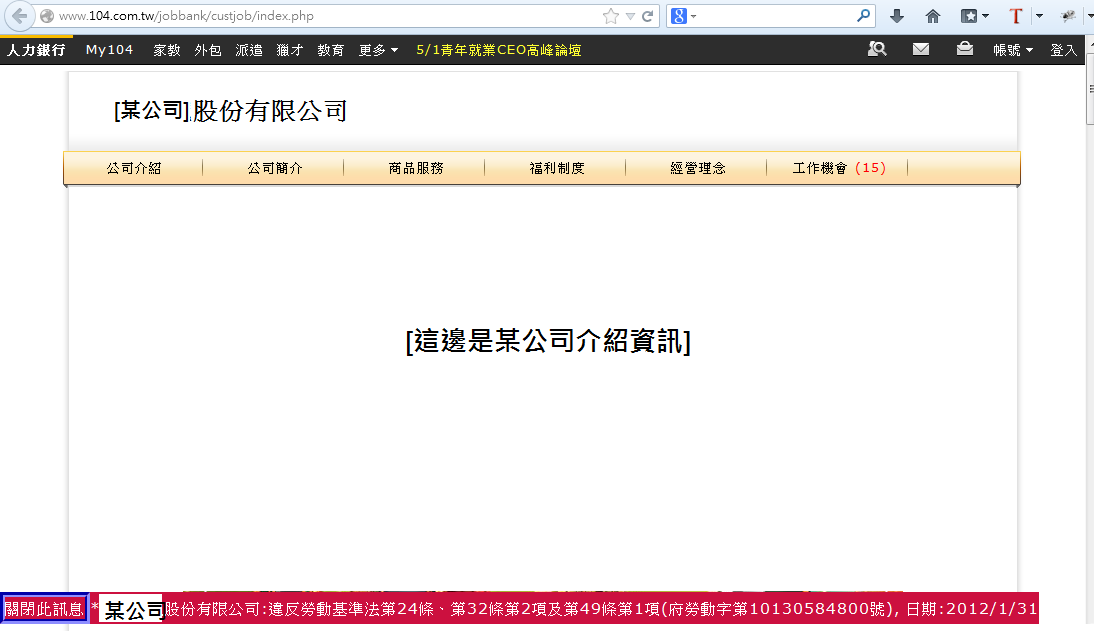 www.104.com.tw/jobbank/custjob/index.php
人力銀行 My104 家教 外包 派遣 獵才 教育 更多 5/1青年就業CEO高峰論壇 帳號 登入
[某公司]股份有限公司
公司介紹 公司簡介 商品服務 福利制度 經營理念 工作機會 (15)
[這邊是某公司介紹資訊]
關閉此訊息 * 某公司股份有限公司:違反勞動基準法第24條、第32條第2項及第49條第1項(府勞動字第10130584800號), 日期:2012/1/31